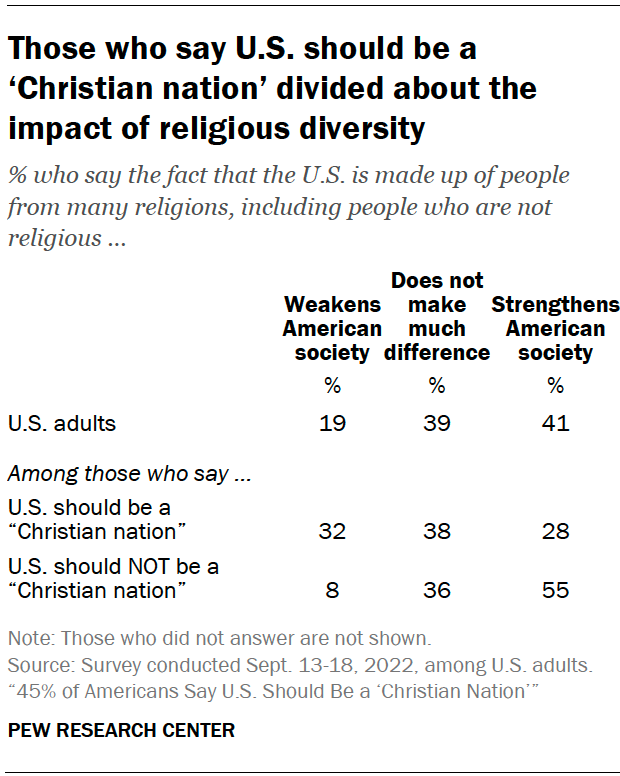 Those who say U.S. should be a
‘Christian nation’ divided about the
impact of religious diversity
% who say the fact that the U.S. is made up of people
from many religions, including people who are not
religious ...
Weakens American society
Does not make much difference
Strengthens American society
% % %
U.S. adults 19 39 41
Among those who say ...
U.S. should be a
“Christian nation” 32 38 28
U.S. should NOT be a
“Christian nation” 8 36 55
Note: Those who did not answer are not shown.
Source: Survey conducted Sept. 13-18, 2022, among U.S. adults.
“45% of Americans Say U.S. Should Be a ‘Christian Nation’”
PEW RESEARCH CENTER